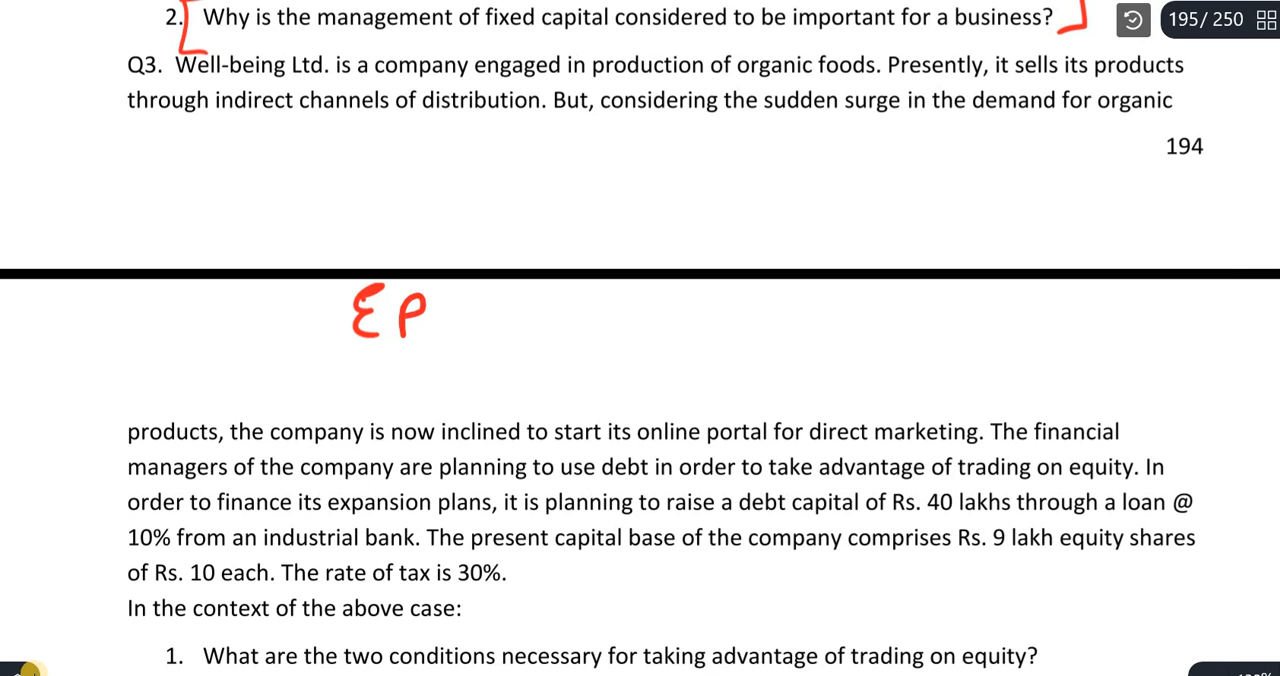 2. Why is the management of fixed capital considered to be important for a business?
195/ 250
Q3. Well-being Ltd. is a company engaged in production of organic foods. Presently, it sells its products
through indirect channels of distribution. But, considering the sudden surge in the demand for organic
194
EP
products, the company is now inclined to start its online portal for direct marketing. The financial
managers of the company are planning to use debt in order to take advantage of trading on equity. In
order to finance its expansion plans, it is planning to raise a debt capital of Rs. 40 lakhs through a loan @
10% from an industrial bank. The present capital base of the company comprises Rs. 9 lakh equity shares
of Rs. 10 each. The rate of tax is 30%.
In the context of the above case:
1. What are the two conditions necessary for taking advantage of trading on equity?